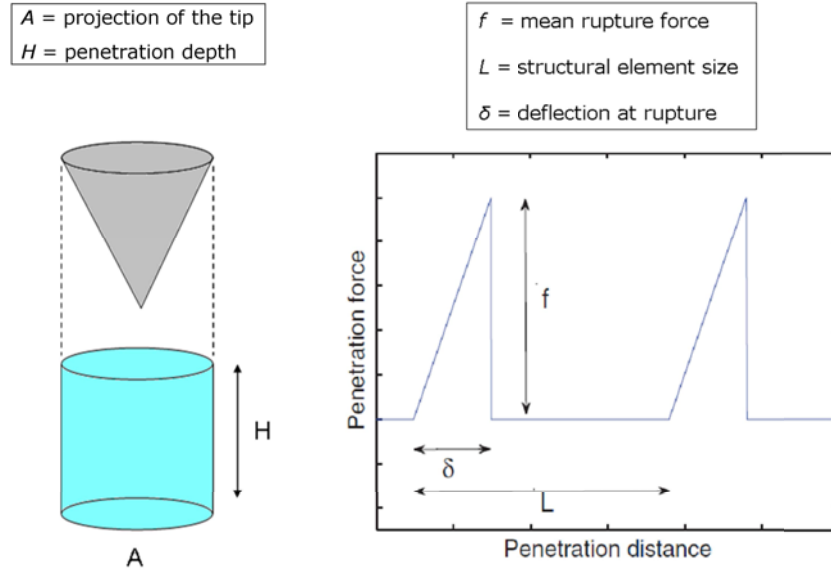 A = projection of the tip
H = penetration depth
f = mean rupture force
L = structural element size
δ = deflection at rupture
H
A
Penetration force
f
δ
L
Penetration distance